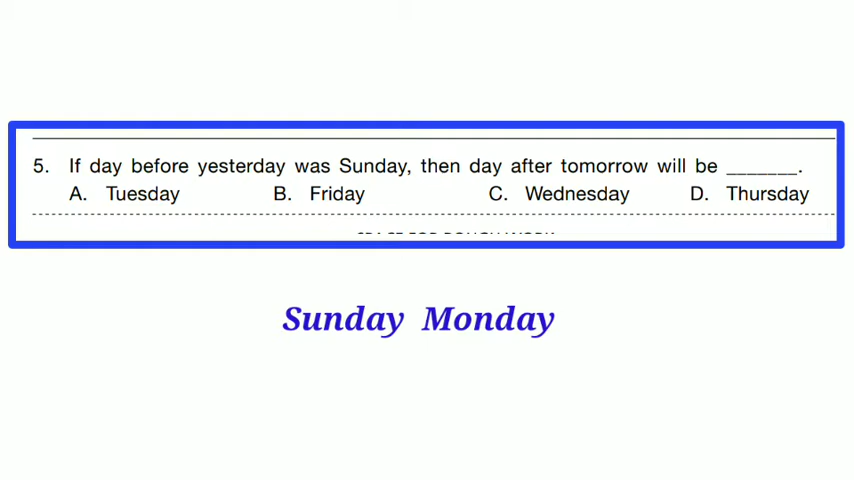 5. If day before yesterday was Sunday, then day after tomorrow will be _______.
A. Tuesday B. Friday C. Wednesday D. Thursday
Sunday Monday